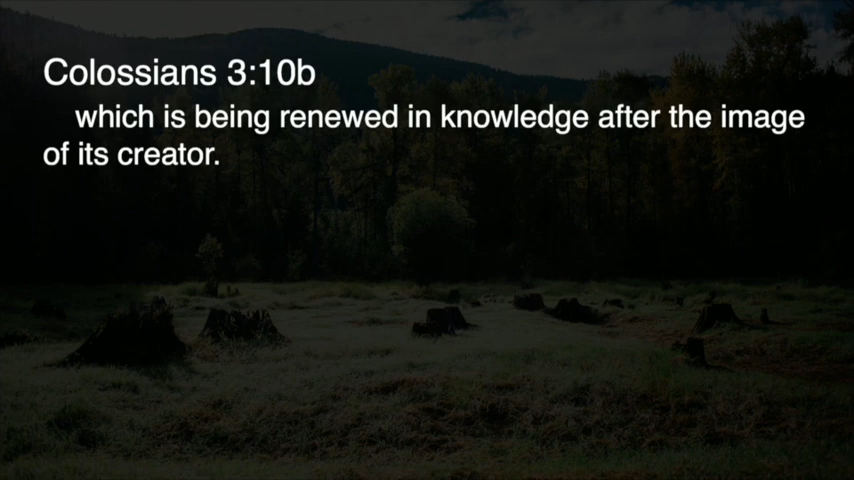 Colossians 3:10b
which is being renewed in knowledge after the image
of its creator.